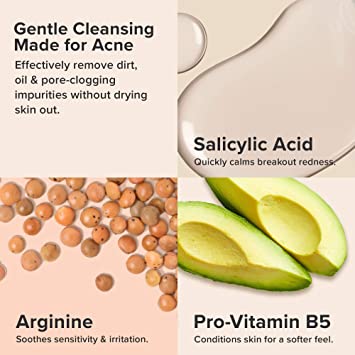 Gentle Cleansing
Made for Acne
Effectively remove dirt,
oil & pore-clogging
impurities without drying
skin out.
Salicylic Acid
Quickly calms breakout redness.
Arginine
Soothes sensitivity & irritation.
Pro-Vitamin B5
Conditions skin for a softer feel.